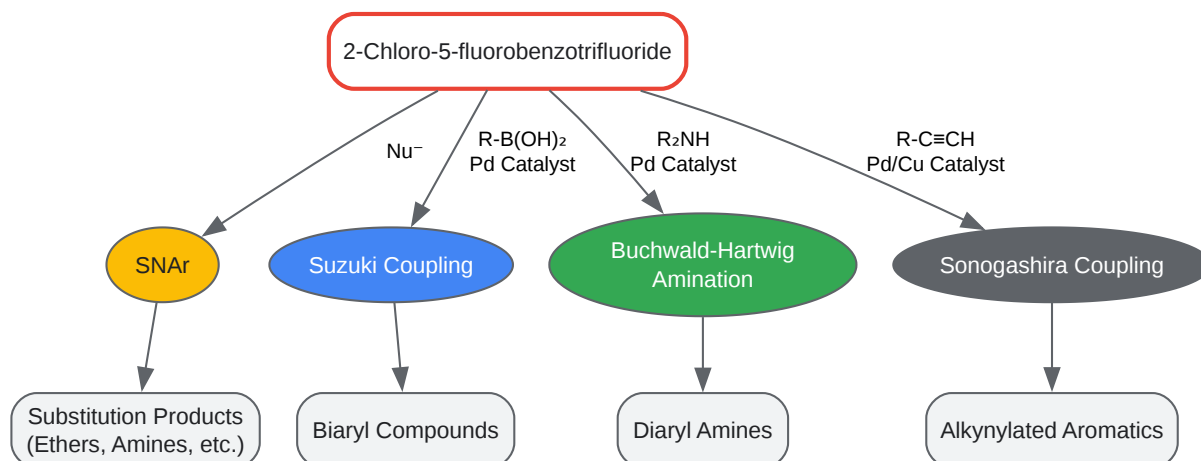 2-Chloro-5-fluorobenzotrifluoride
Nu⁻
R-B(OH)₂
Pd Catalyst
R₂NH
Pd Catalyst
R-C≡CH
Pd/Cu Catalyst
SNAr
Suzuki Coupling
Buchwald-Hartwig
Amination
Sonogashira Coupling
Substitution Products
(Ethers, Amines, etc.)
Biaryl Compounds
Diaryl Amines
Alkynylated Aromatics